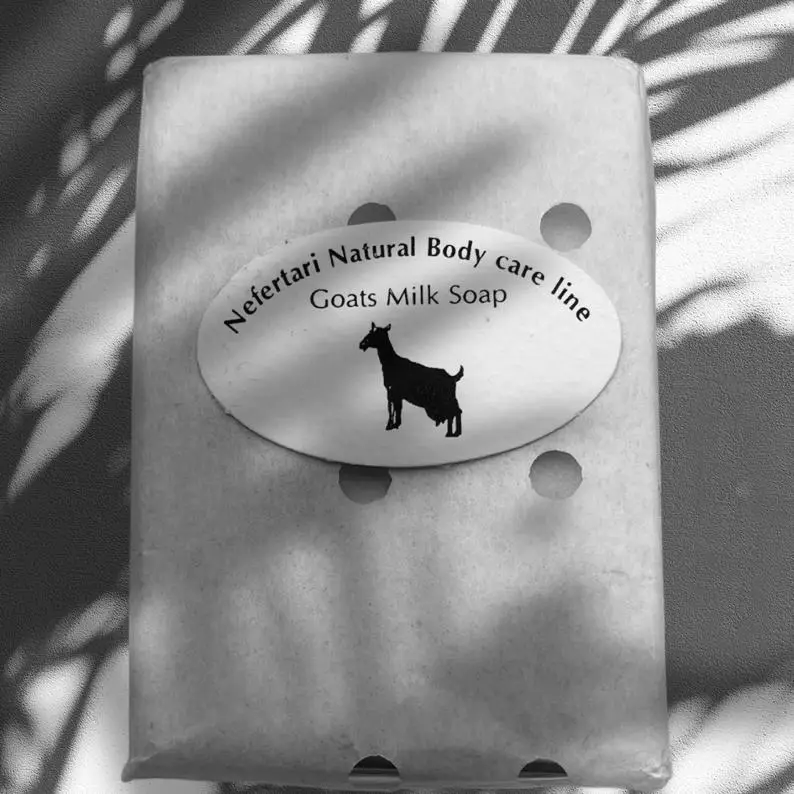 Nefertari Natural Body care line
Goats Milk Soap